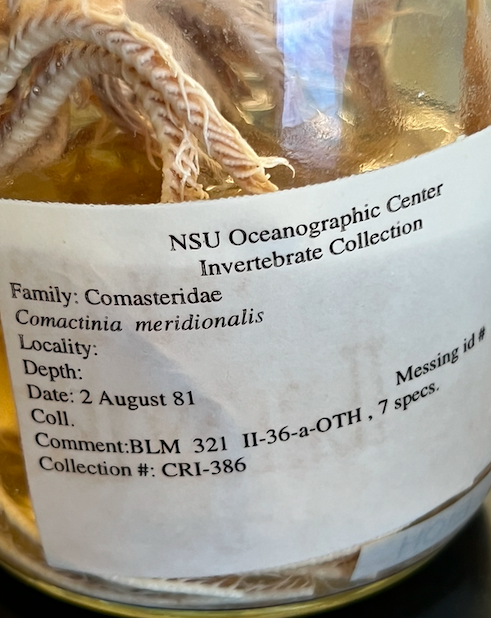 NSU Oceanographic Center
Invertebrate Collection
Family: Comasteridae
Comactinia meridionalis
Locality:
Depth:
Date: 2 August 81
Messing id #
Coll.
Comment:BLM 321 II-36-a-OTH , 7 specs.
Collection #: CRI-386